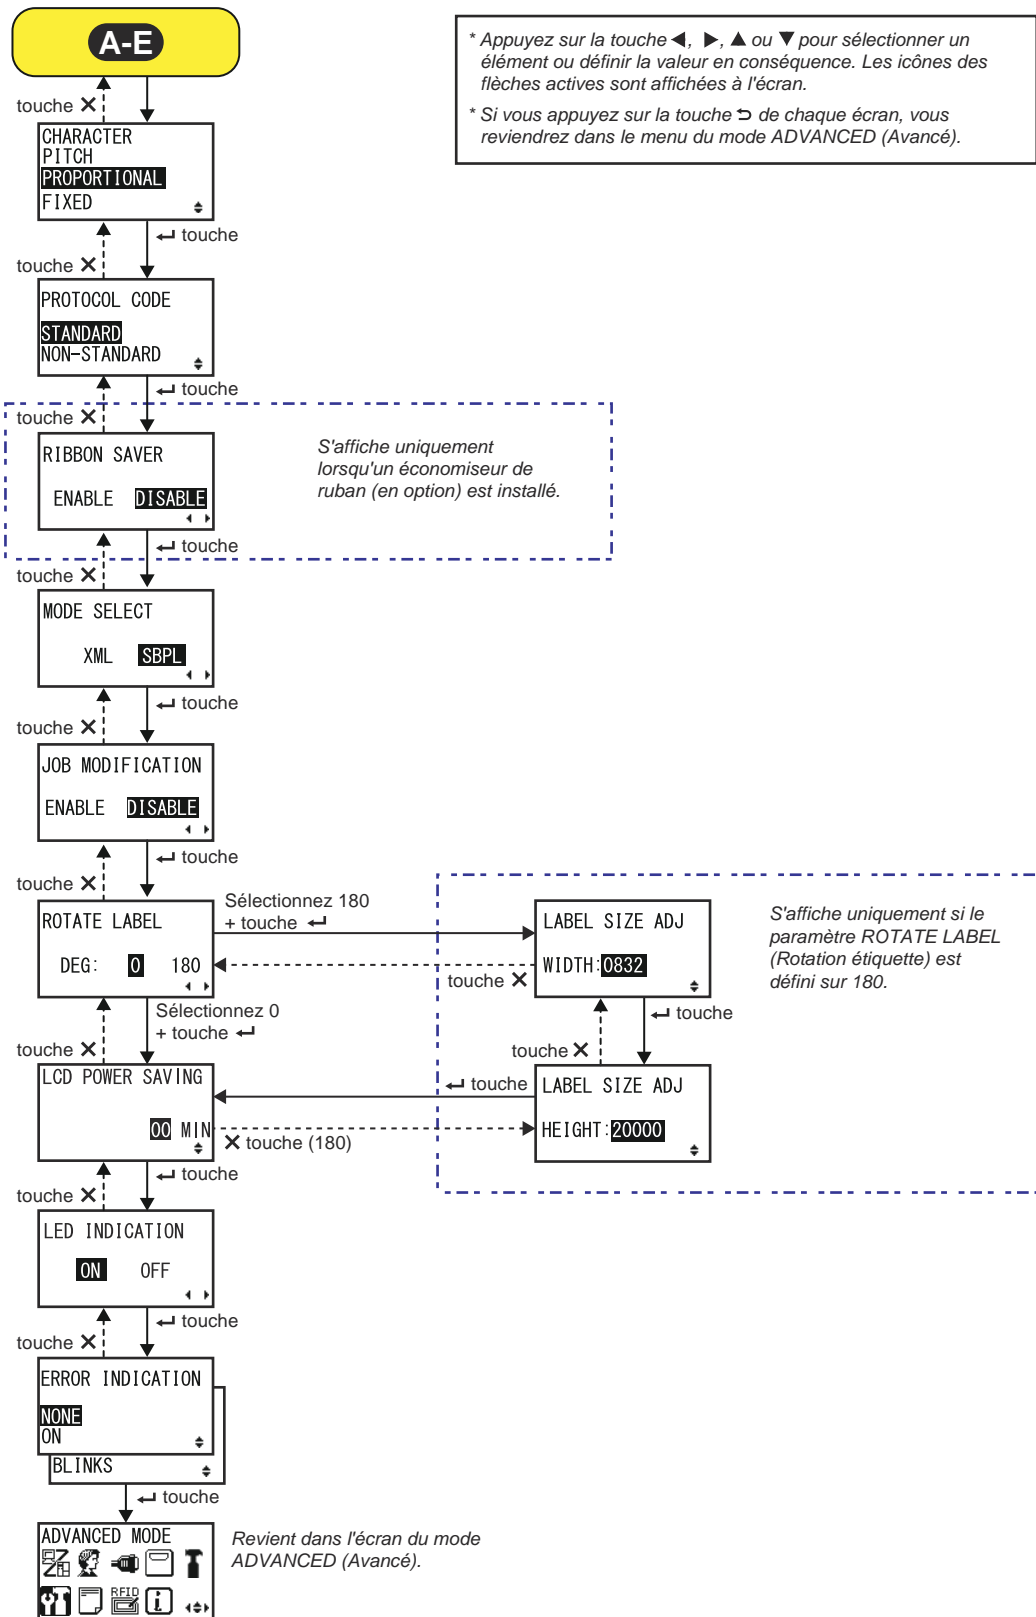 A-E
* Appuyez sur la touche ◀, ▶, ▲ ou ▼ pour sélectionner un
élément ou définir la valeur en conséquence. Les icônes des
flèches actives sont affichées à l'écran.
* Si vous appuyez sur la touche ⮌ de chaque écran, vous
reviendrez dans le menu du mode ADVANCED (Avancé).
touche ✕
CHARACTER
PITCH
PROPORTIONAL
FIXED
↵ touche
touche ✕
PROTOCOL CODE
STANDARD
NON-STANDARD
↵ touche
touche ✕
RIBBON SAVER
ENABLE DISABLE
S'affiche uniquement
lorsqu'un économiseur de
ruban (en option) est installé.
↵ touche
touche ✕
MODE SELECT
XML SBPL
↵ touche
touche ✕
JOB MODIFICATION
ENABLE DISABLE
↵ touche
touche ✕
ROTATE LABEL
DEG: 0 180
Sélectionnez 180
+ touche ↵
LABEL SIZE ADJ
WIDTH:0832
touche ✕
S'affiche uniquement si le
paramètre ROTATE LABEL
(Rotation étiquette) est
défini sur 180.
Sélectionnez 0
+ touche ↵
↵ touche
touche ✕
touche ✕
LCD POWER SAVING
00 MIN
↵ touche
LABEL SIZE ADJ
HEIGHT:20000
✕ touche (180)
↵ touche
touche ✕
LED INDICATION
ON OFF
↵ touche
touche ✕
ERROR INDICATION
NONE
ON
BLINKS
↵ touche
ADVANCED MODE
RFID
i
Revient dans l'écran du mode
ADVANCED (Avancé).